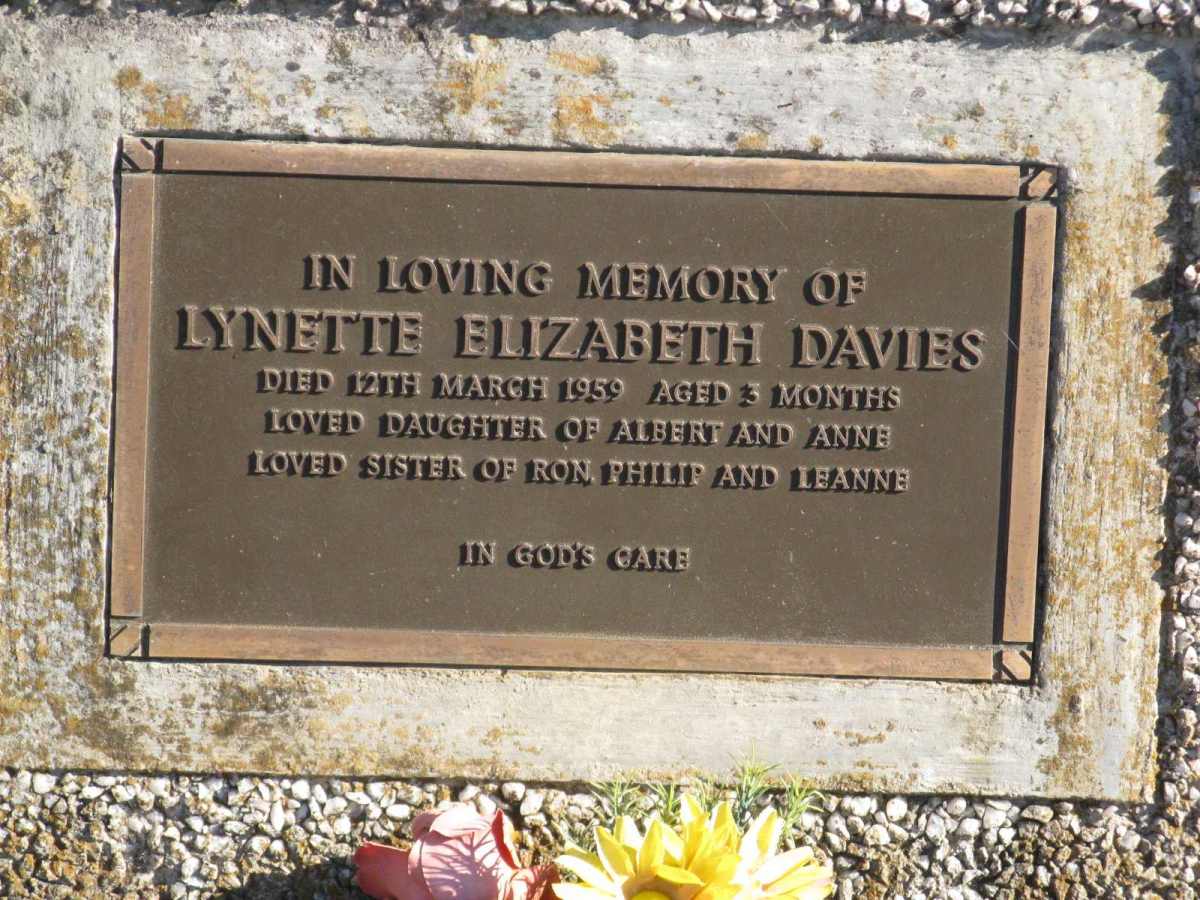 IN LOVING MEMORY OF
LYNETTE ELIZABETH DAVIES
DIED 12TH MARCH 1959 AGED 3 MONTHS
LOVED DAUGHTER OF ALBERT AND ANNE
LOVED SISTER OF RON, PHILIP AND LEANNE
IN GOD'S CARE